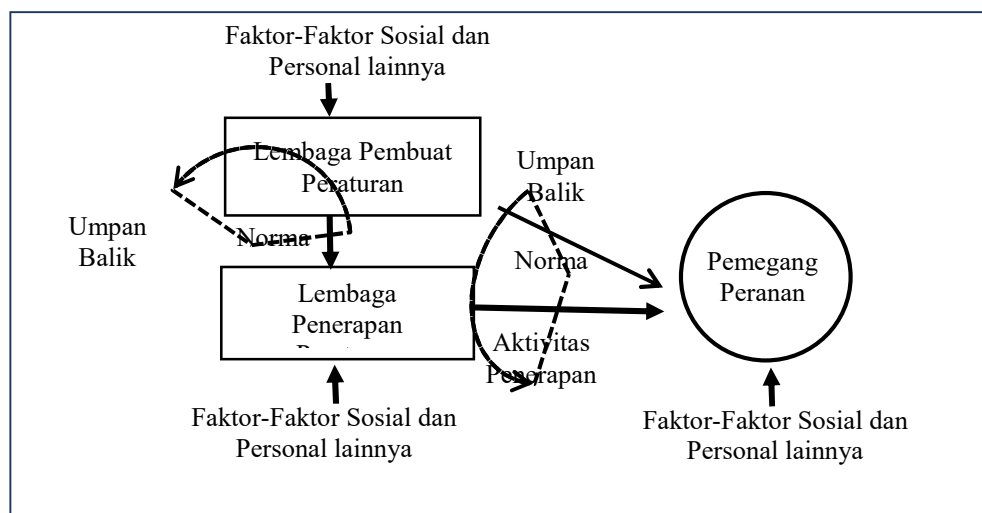 Faktor-Faktor Sosial dan
Personal lainnya
Lembaga Pembuat
Peraturan
Umpan
Balik
Norma
Umpan
Balik
Norma
Lembaga
Penerapan
Aktivitas
Penerapan
Pemegang
Peranan
Faktor-Faktor Sosial dan
Personal lainnya
Faktor-Faktor Sosial dan
Personal lainnya